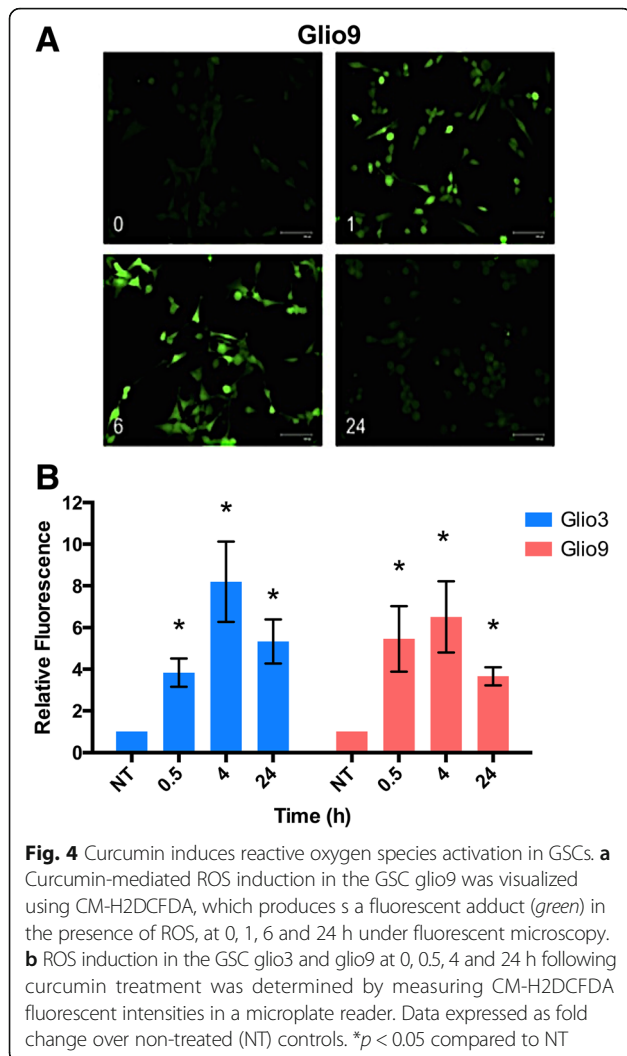 A
Glio9
0
1
6
24
B
Relative Fluorescence
12
10
8
6
4
2
0
*
*
*
*
*
*
Glio3
Glio9
NT
0.5
4
24
NT
0.5
4
24
Time (h)
Fig. 4 Curcumin induces reactive oxygen species activation in GSCs. a
Curcumin-mediated ROS induction in the GSC glio9 was visualized
using CM-H2DCFDA, which produces s a fluorescent adduct (green) in
the presence of ROS, at 0, 1, 6 and 24 h under fluorescent microscopy.
b ROS induction in the GSC glio3 and glio9 at 0, 0.5, 4 and 24 h following
curcumin treatment was determined by measuring CM-H2DCFDA
fluorescent intensities in a microplate reader. Data expressed as fold
change over non-treated (NT) controls. *p < 0.05 compared to NT